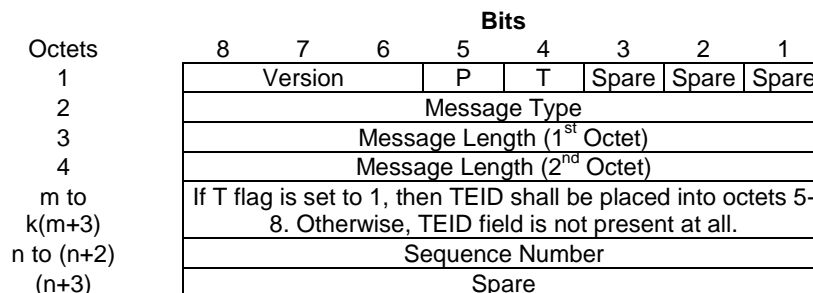 Bits
Octets 8 7 6 5 4 3 2 1
1 Version P T Spare Spare Spare
2 Message Type
3 Message Length (1st Octet)
4 Message Length (2nd Octet)
m to k(m+3) If T flag is set to 1, then TEID shall be placed into octets 5-
8. Otherwise, TEID field is not present at all.
n to (n+2) Sequence Number
(n+3) Spare